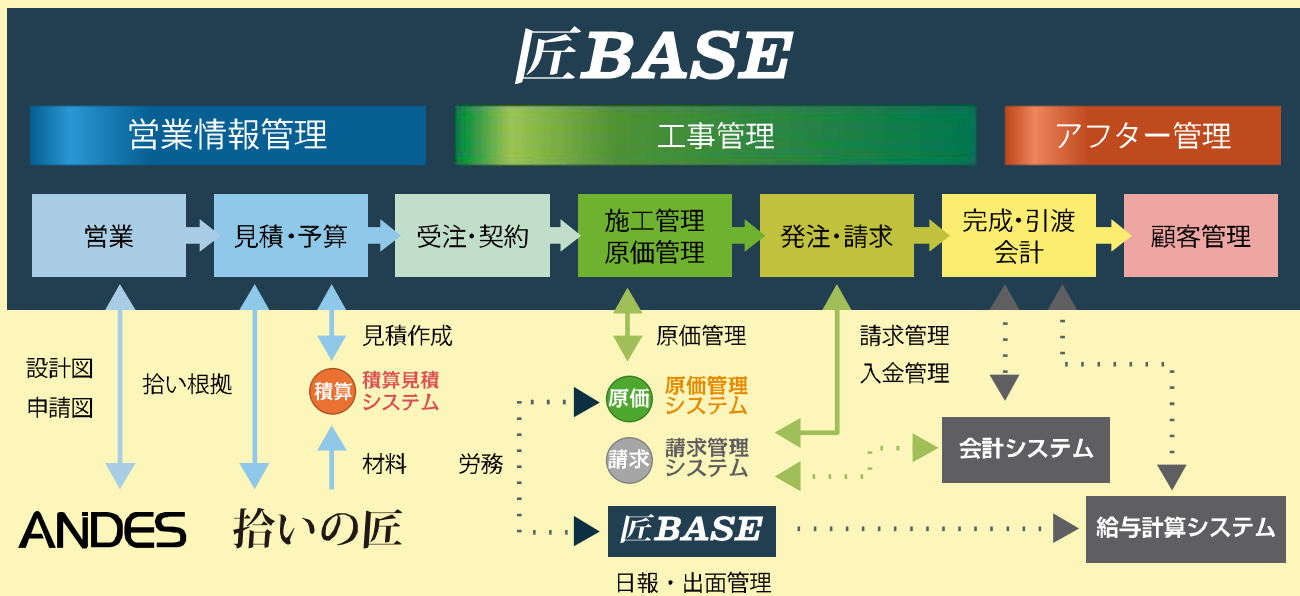 匠BASE
営業情報管理
工事管理
アフター管理
営業
見積・予算
受注・契約
施工管理
原価管理
発注・請求
完成・引渡
会計
顧客管理
設計図
申請図
拾い根拠
見積作成
積算
積算見積
システム
材料
労務
原価管理
原価
原価管理
システム
請求
請求管理
システム
請求管理
入金管理
会計システム
ANDES
拾いの匠
匠BASE
日報・出面管理
給与計算システム